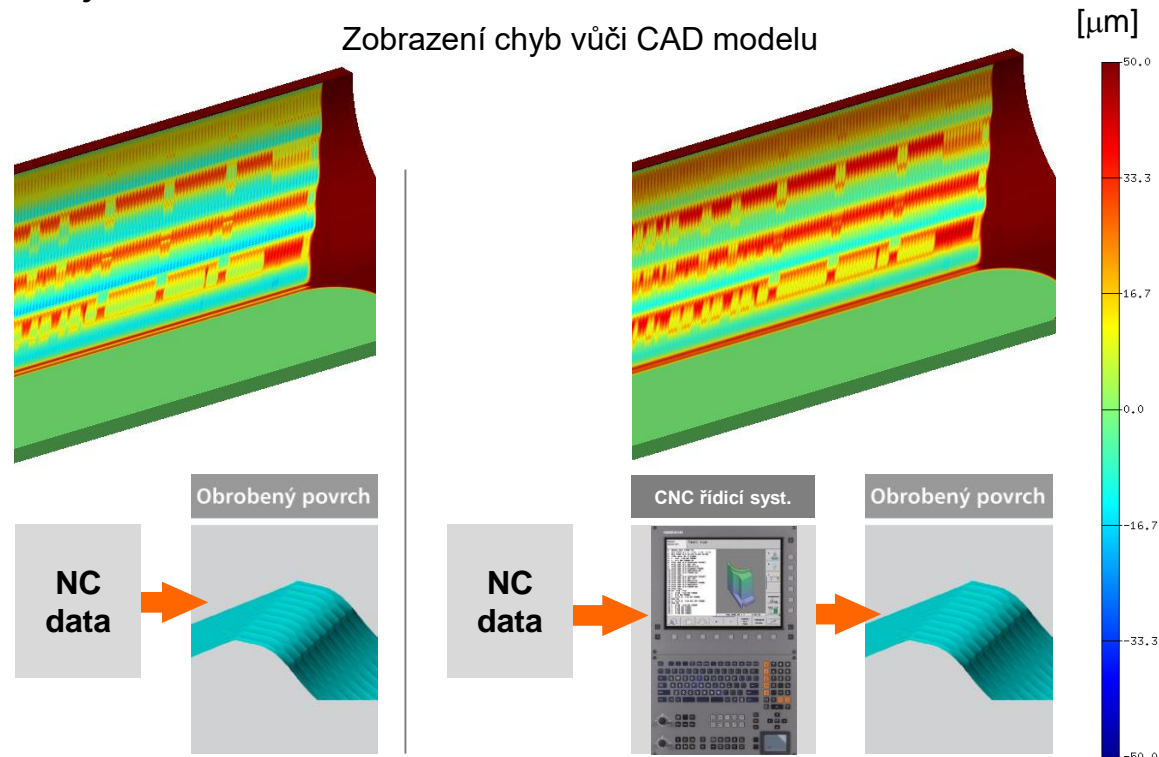 Zobrazení chyb vůči CAD modelu
[μm]
50.0
33.3
16.7
0.0
-16.7
-33.3
-50.0
Obrobený povrch
CNC řídicí syst.
Obrobený povrch
NC
data
NC
data